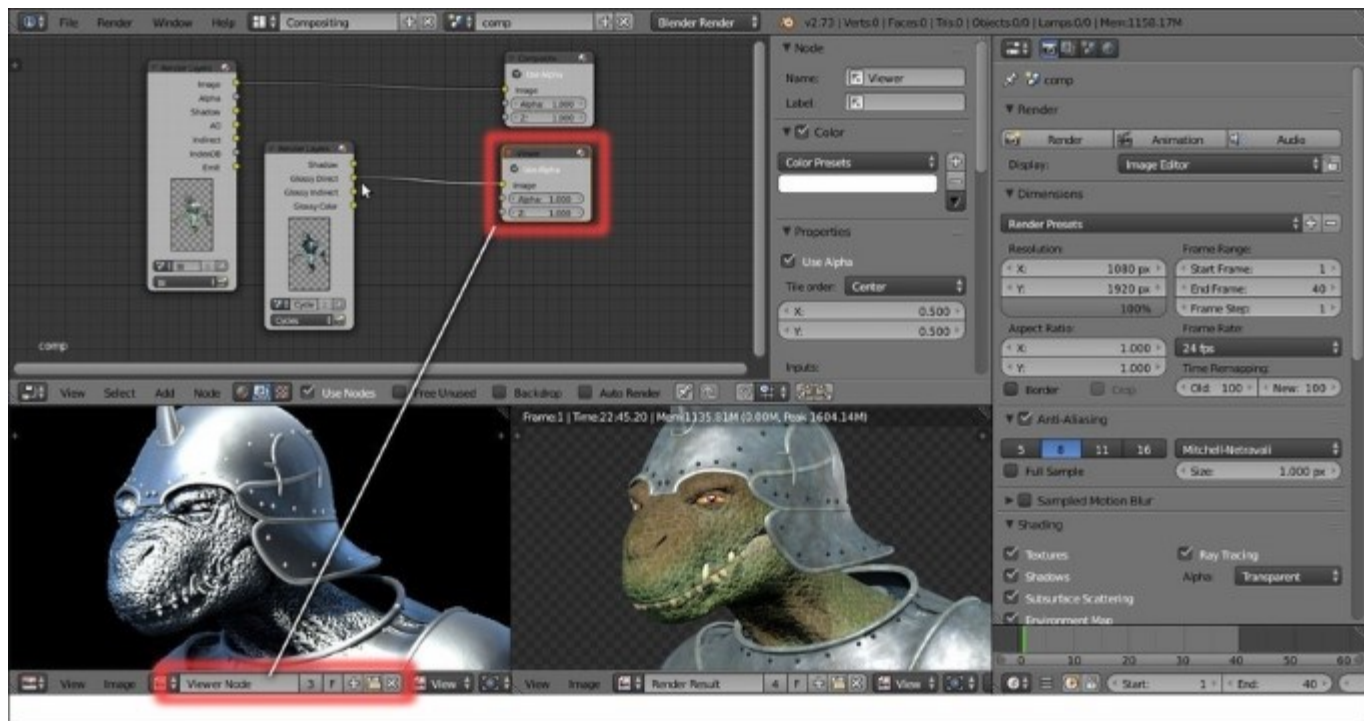 File Render Window Help Compositing comp Blender Render v2.73 | Verts:0 | Faces:0 | Tris:0 | Objects:0/0 | Lamps:0/0 | Mem:1158.17M
Render Layers
Image
Alpha
Shadow
AO
Indirect
IndexOB
Emit
Render Layers
Shadow
Glossy Direct
Glossy Indirect
Glossy Color
Cycle
Cycles
Composite
Use Alpha
Image
Alpha: 1.000
Z: 1.000
Viewer
Use Alpha
Image
Alpha: 1.000
Z: 1.000
comp
Node
Name: Viewer
Label:
Color
Color Presets
Properties
Use Alpha
Tile order: Center
X: 0.500
Y: 0.500
Inputs:
comp
Render
Render Animation Audio
Display: Image Editor
Dimensions
Render Presets
Resolution: Frame Range:
X: 1080 px Start Frame: 1
Y: 1920 px End Frame: 40
100% Frame Step: 1
Aspect Ratio: Frame Rate:
X: 1.000 24 fps
Y: 1.000 Time Remapping:
Border Crop Old: 100 New: 100
Anti-Aliasing
5 8 11 16 Mitchell-Netravali
Full Sample Size: 1.000 px
Sampled Motion Blur
Shading
Textures Ray Tracing
Shadows Alpha: Transparent
Subsurface Scattering
Environment Map
View Select Add Node Use Nodes Free Unused Backdrop Auto Render
Frame:1 | Time:22:45.20 | Mem:1135.81M (0.00M, Peak 1604.14M)
0 10 20 30 40 50 60
View Image Viewer Node 3 F View
View Image Render Result 4 F View
Start: 1 End: 40